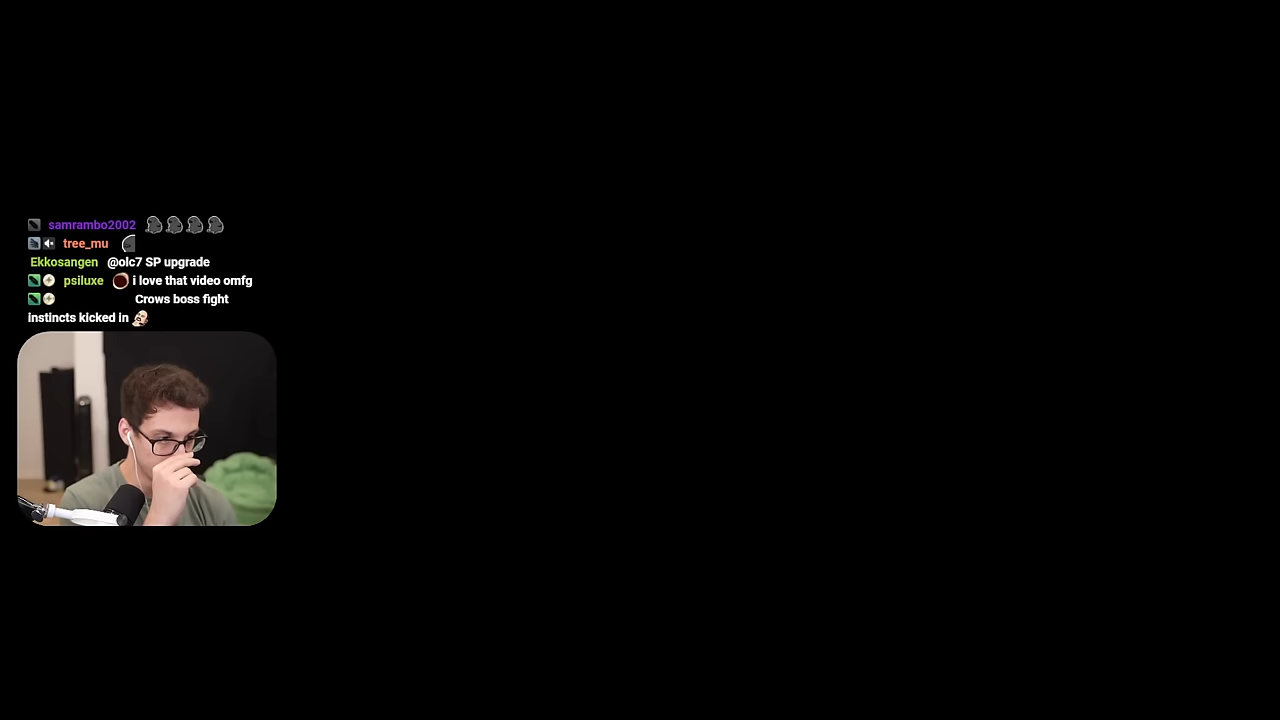 samrambo2002
tree_mu
Ekkosangen @olc7 SP upgrade
psiluxe i love that video omfg
Crows boss fight
instincts kicked in